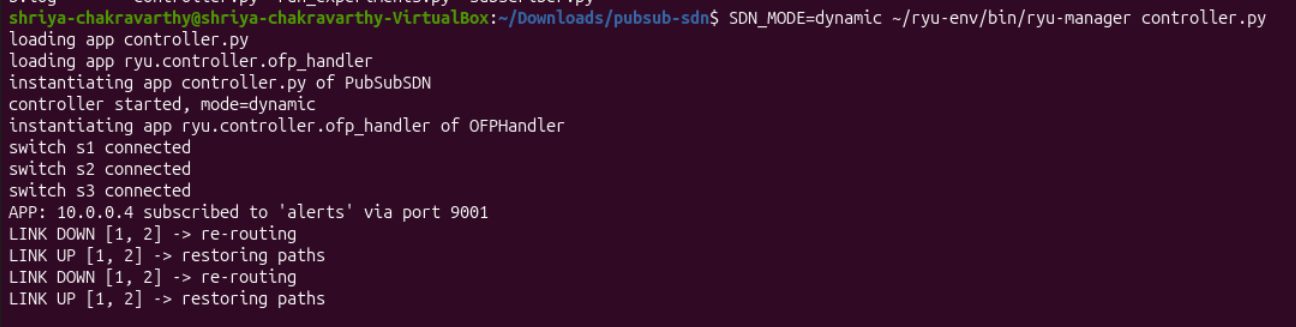 shriya-chakravarthy@shriya-chakravarthy-VirtualBox:~/Downloads/pubsub-sdn$ SDN_MODE=dynamic ~/ryu-env/bin/ryu-manager controller.py
loading app controller.py
loading app ryu.controller.ofp_handler
instantiating app controller.py of PubSubSDN
controller started, mode=dynamic
instantiating app ryu.controller.ofp_handler of OFPHandler
switch s1 connected
switch s2 connected
switch s3 connected
APP: 10.0.0.4 subscribed to 'alerts' via port 9001
LINK DOWN [1, 2] -> re-routing
LINK UP [1, 2] -> restoring paths
LINK DOWN [1, 2] -> re-routing
LINK UP [1, 2] -> restoring paths